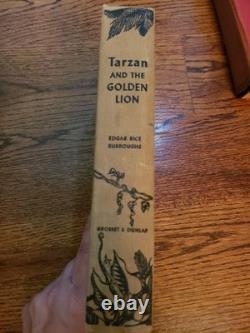 Tarzan
AND THE
GOLDEN
LION
EDGAR RICE
BURROUGHS
GROSSET & DUNLAP